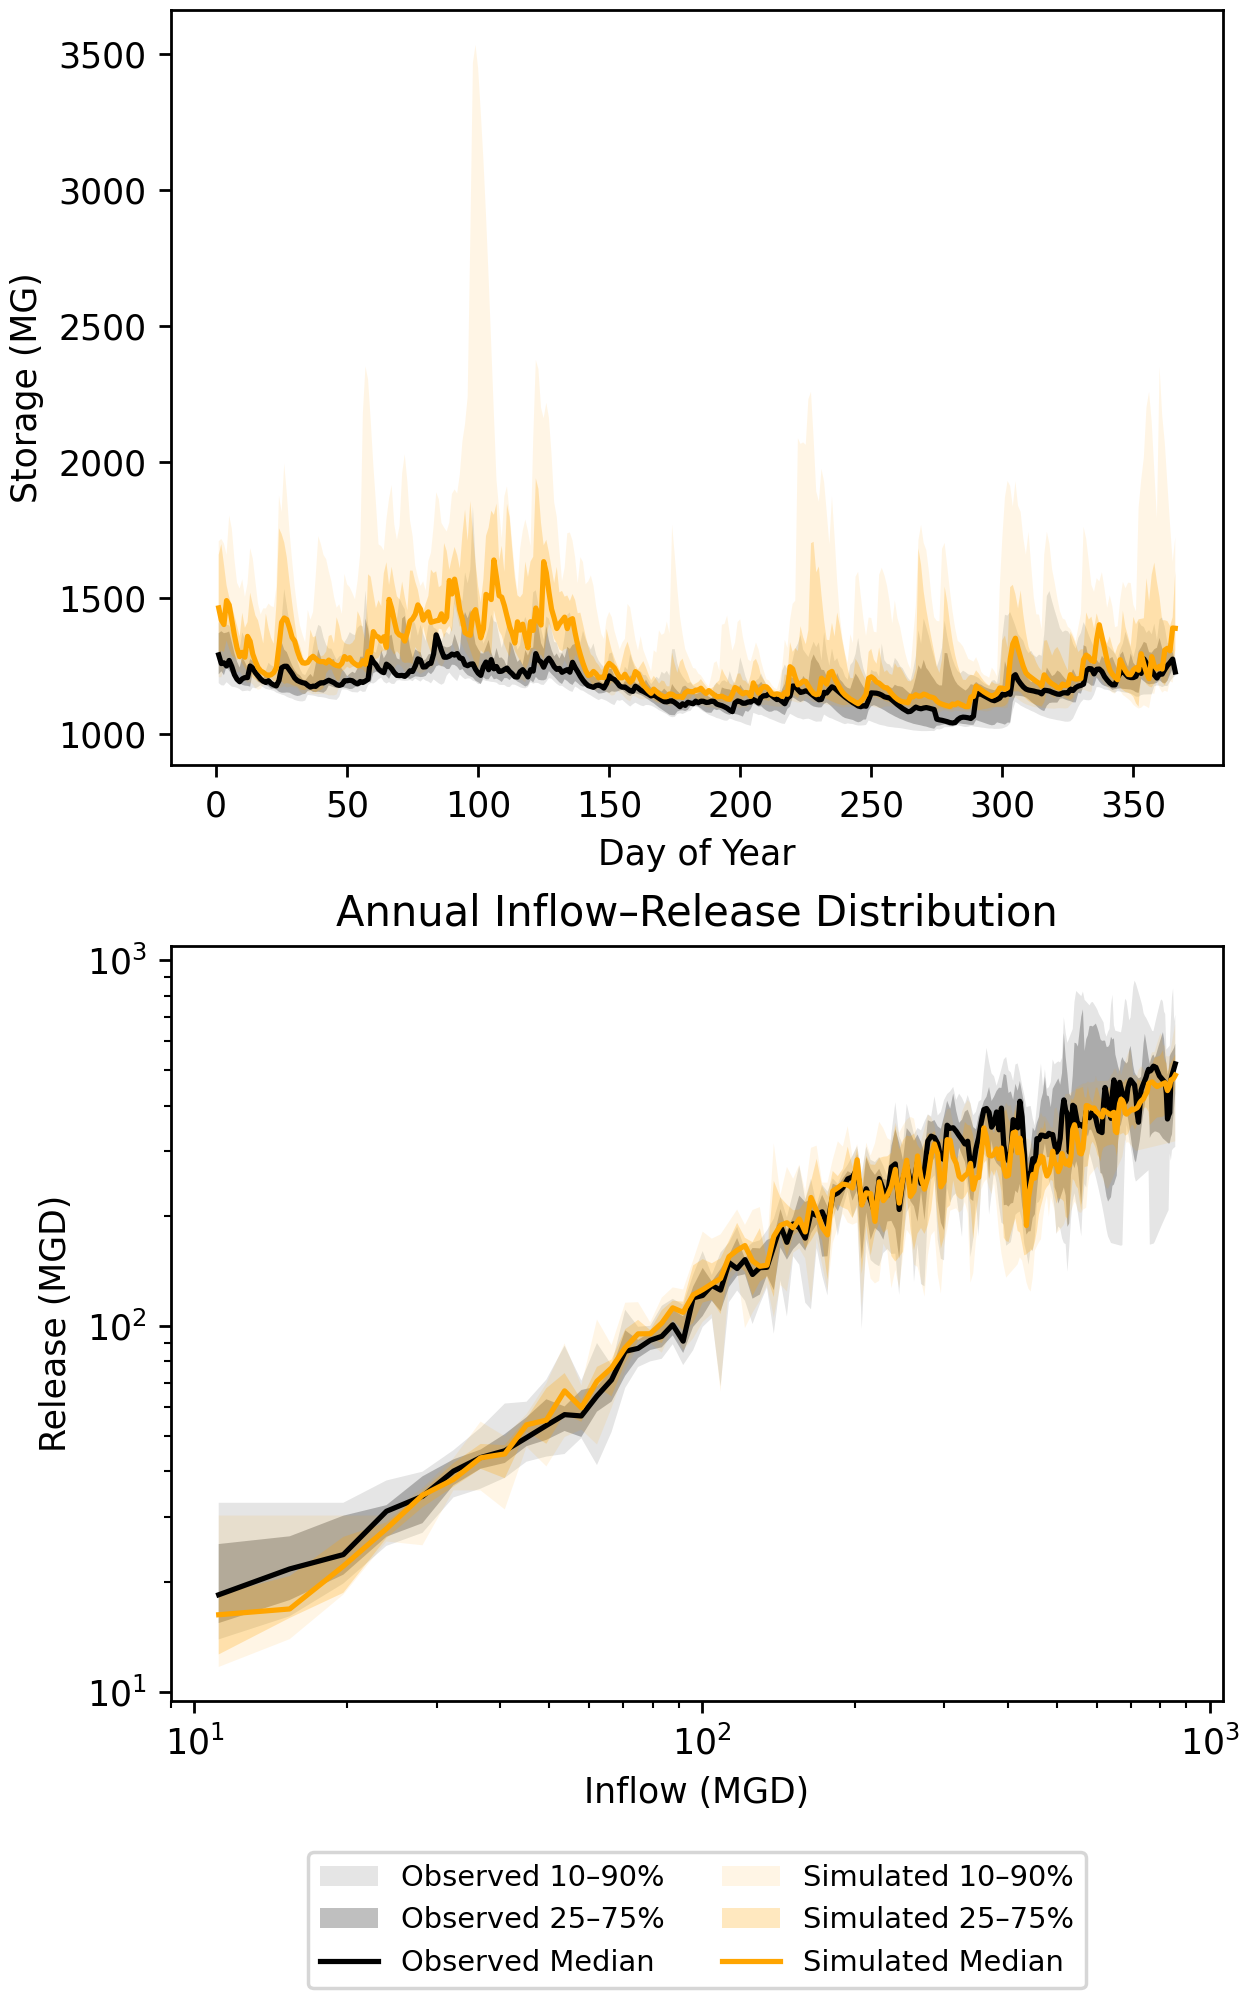 3500
3000
2500
2000
1500
1000
Storage (MG)
0 50 100 150 200 250 300 350
Day of Year
Annual Inflow–Release Distribution
10³
10²
10¹
Release (MGD)
10¹ 10² 10³
Inflow (MGD)
Observed 10–90% Simulated 10–90%
Observed 25–75% Simulated 25–75%
Observed Median Simulated Median